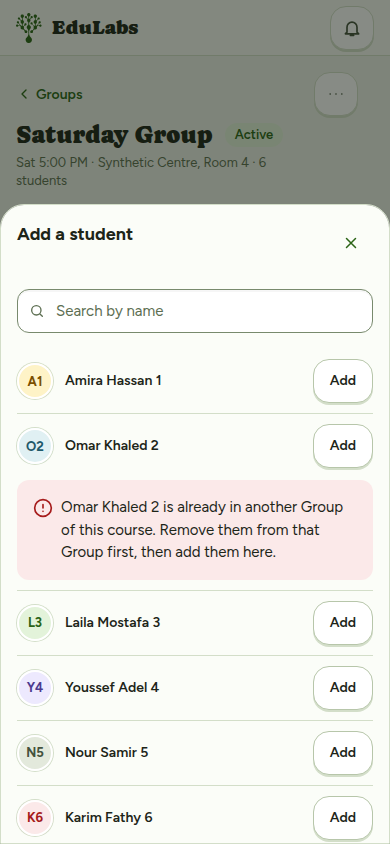 EduLabs
Groups
Saturday Group Active
Sat 5:00 PM · Synthetic Centre, Room 4 · 6
students
Add a student
Search by name
A1 Amira Hassan 1 Add
O2 Omar Khaled 2 Add
Omar Khaled 2 is already in another Group
of this course. Remove them from that
Group first, then add them here.
L3 Laila Mostafa 3 Add
Y4 Youssef Adel 4 Add
N5 Nour Samir 5 Add
K6 Karim Fathy 6 Add